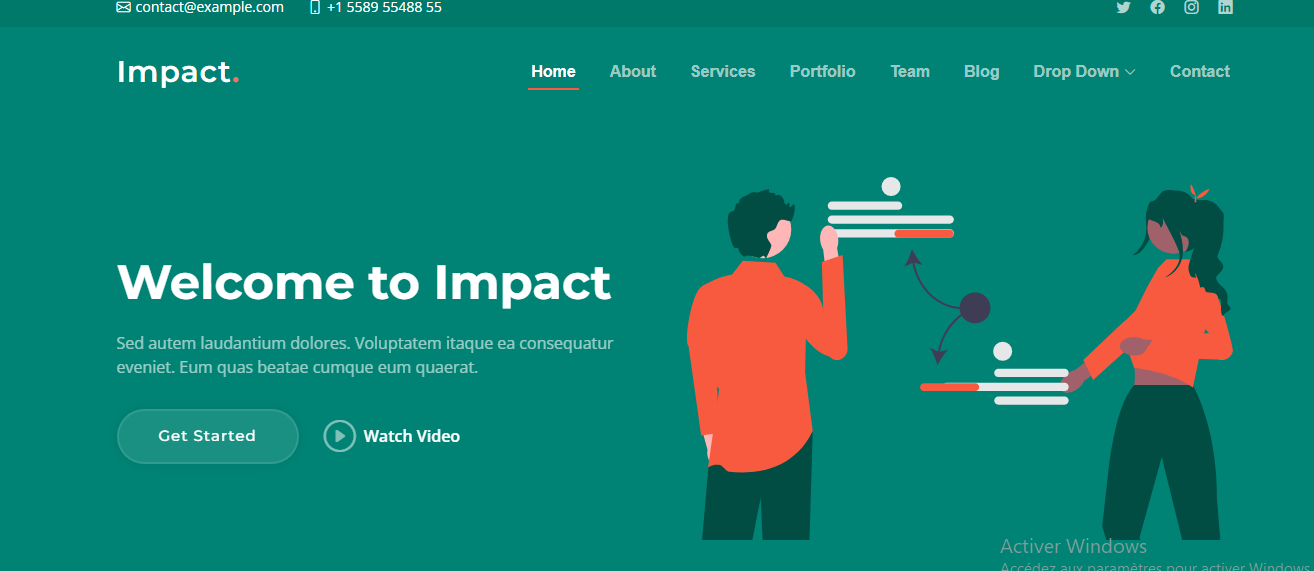 contact@example.com +1 5589 55488 55
Impact.
Home About Services Portfolio Team Blog Drop Down Contact
Welcome to Impact
Sed autem laudantium dolores. Voluptatem itaque ea consequatur
eveniet. Eum quas beatae cumque eum quaerat.
Get Started Watch Video
Activer Windows
Accédez aux paramètres pour activer Windows